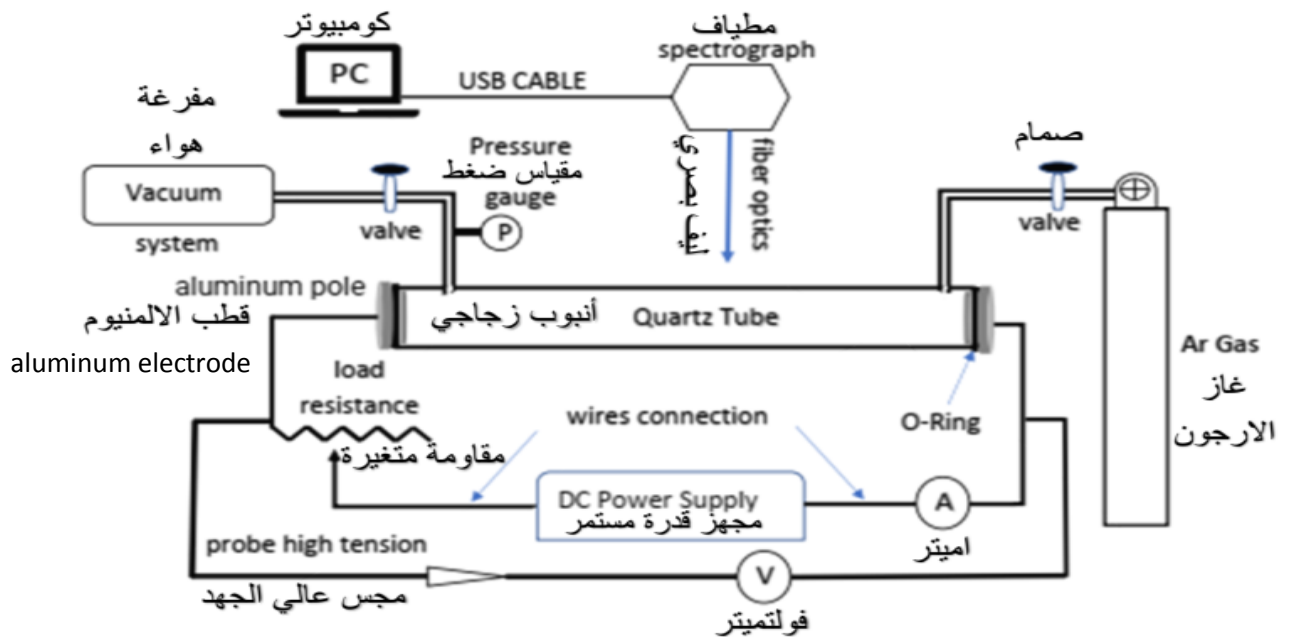 كومبيوتر
PC
USB CABLE
مطياف
spectrograph
مفرغة
هواء
Vacuum
system
valve
Pressure
مقياس ضغط
gauge
P
ليف بصري
fiber optics
صمام
valve
aluminum pole
قطب الالمنيوم
aluminum electrode
أنبوب زجاجي
Quartz Tube
Ar Gas
غاز
الارجون
load
resistance
مقاومة متغيرة
wires connection
O-Ring
DC Power Supply
مجهز قدرة مستمر
A
اميتر
probe high tension
مجس عالي الجهد
V
فولتميتر